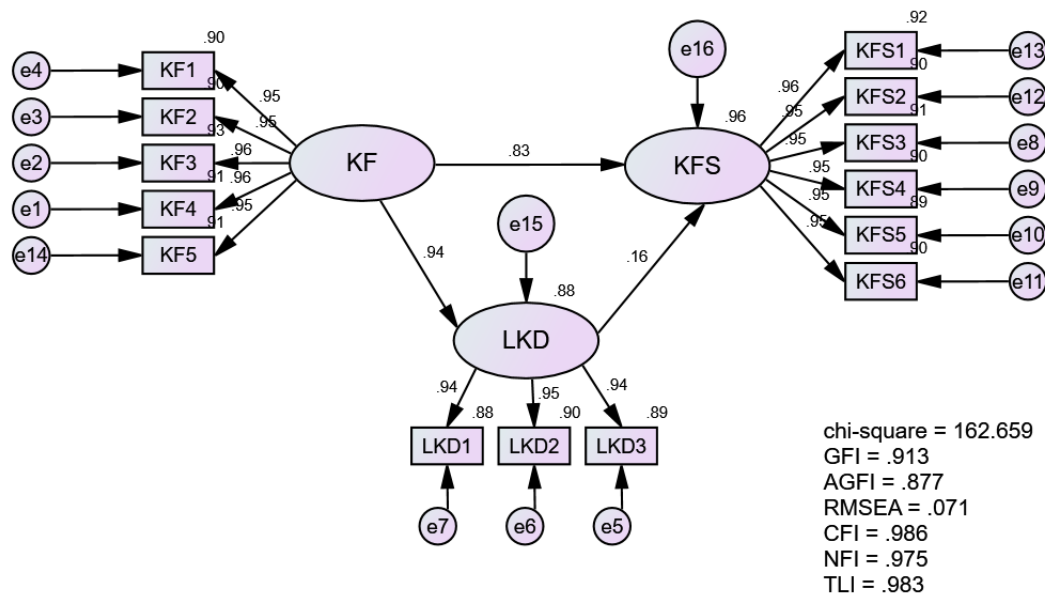 .92
.90
e16
KFS1
e13
e4
KF1
.90
.90
.96
KFS2
e12
.95
e3
KF2
.91
.95
.96
.95
KFS3
e8
.93
.95
KF
.83
KFS
.90
e2
KF3
.96
.95
KFS4
e9
.91
.96
.89
.95
e1
KF4
.95
KFS5
e10
.91
e15
.95
.90
e14
KF5
.94
.16
KFS6
e11
.88
LKD
.94
.95
.94
.88
.90
.89
LKD1
LKD2
LKD3
e7
e6
e5
chi-square = 162.659
GFI = .913
AGFI = .877
RMSEA = .071
CFI = .986
NFI = .975
TLI = .983